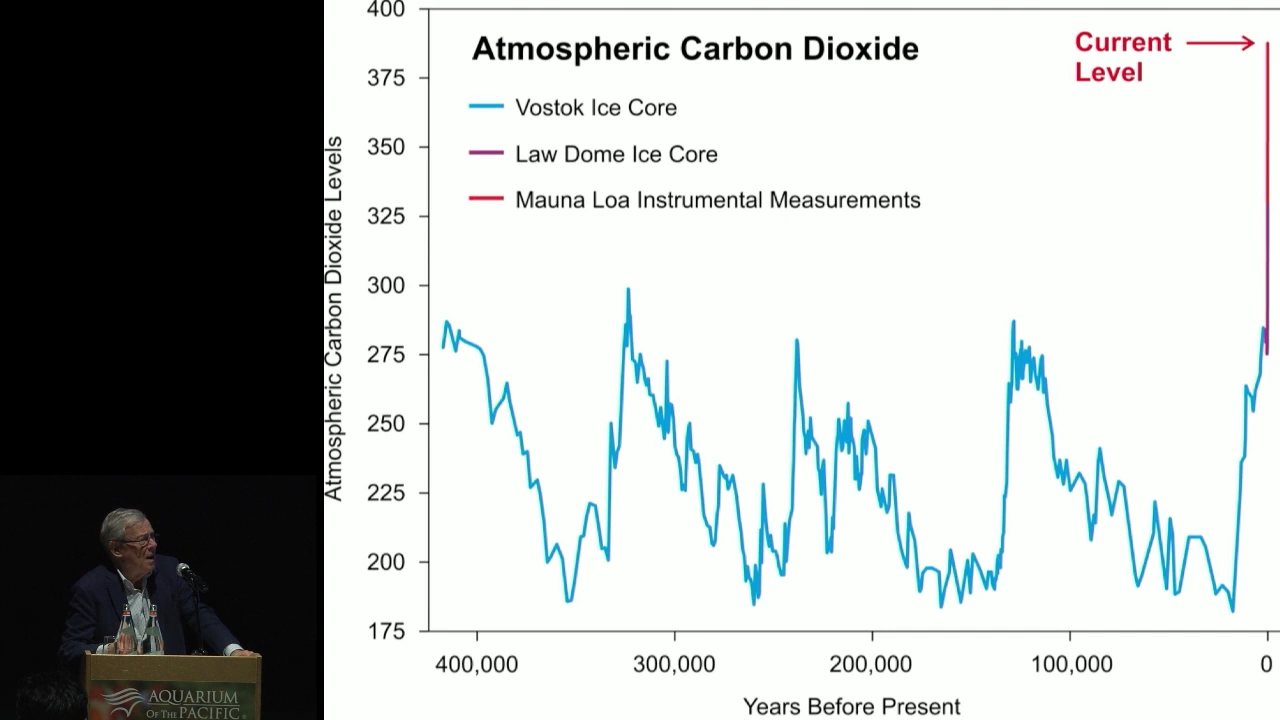 400
Atmospheric Carbon Dioxide
Current
Level
375
Vostok Ice Core
350
Law Dome Ice Core
Mauna Loa Instrumental Measurements
325
300
275
250
225
200
175
Atmospheric Carbon Dioxide Levels
400,000
300,000
200,000
100,000
0
Years Before Present
AQUARIUM
OF THE PACIFIC